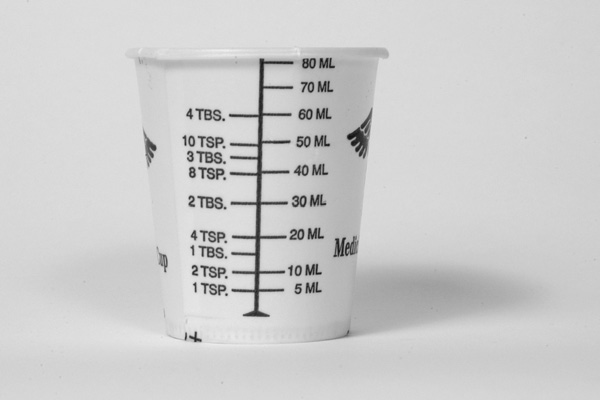 80 ML
70 ML
4 TBS. 60 ML
10 TSP. 50 ML
3 TBS.
8 TSP. 40 ML
2 TBS. 30 ML
4 TSP. 20 ML
1 TBS.
2 TSP. 10 ML
1 TSP. 5 ML